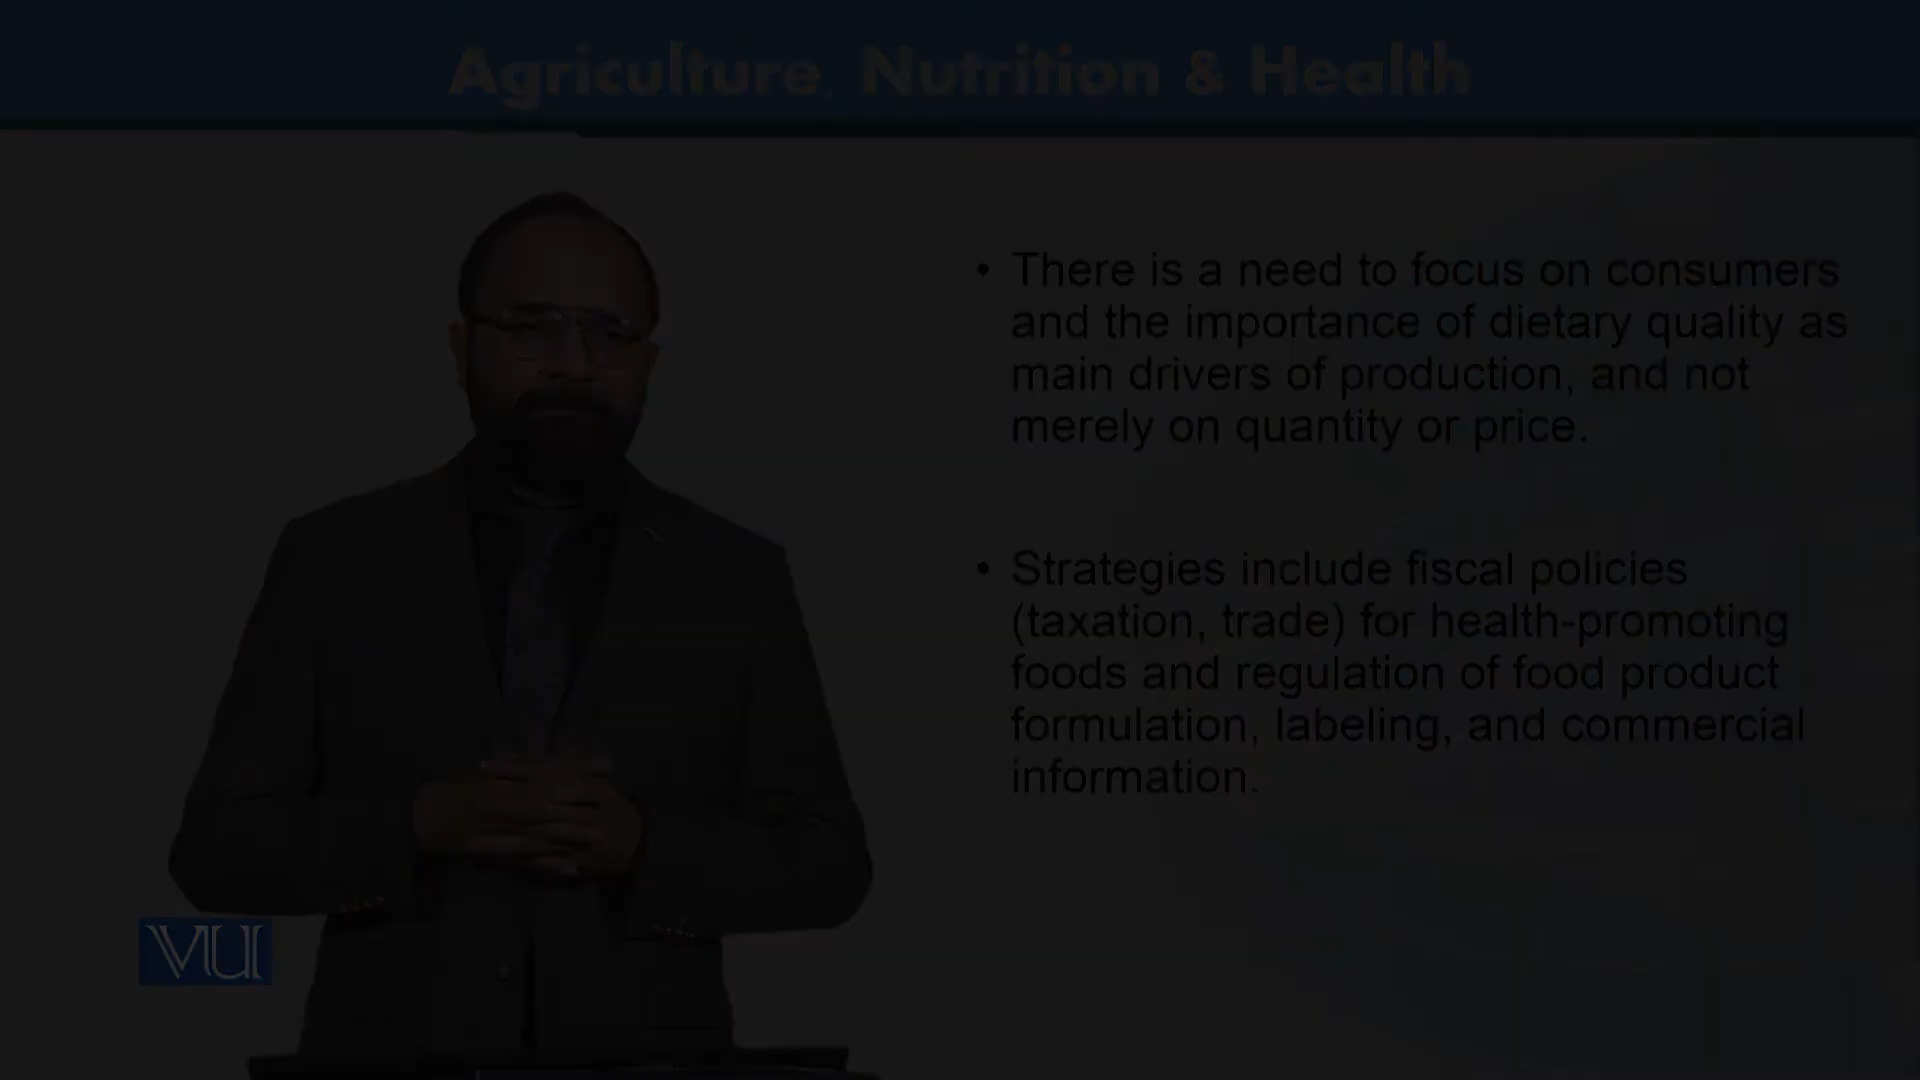 Agriculture, Nutrition & Health
• There is a need to focus on consumers
and the importance of dietary quality as
main drivers of production, and not
merely on quantity or price.
• Strategies include fiscal policies
(taxation, trade) for health-promoting
foods and regulation of food product
formulation, labeling, and commercial
information.
VU